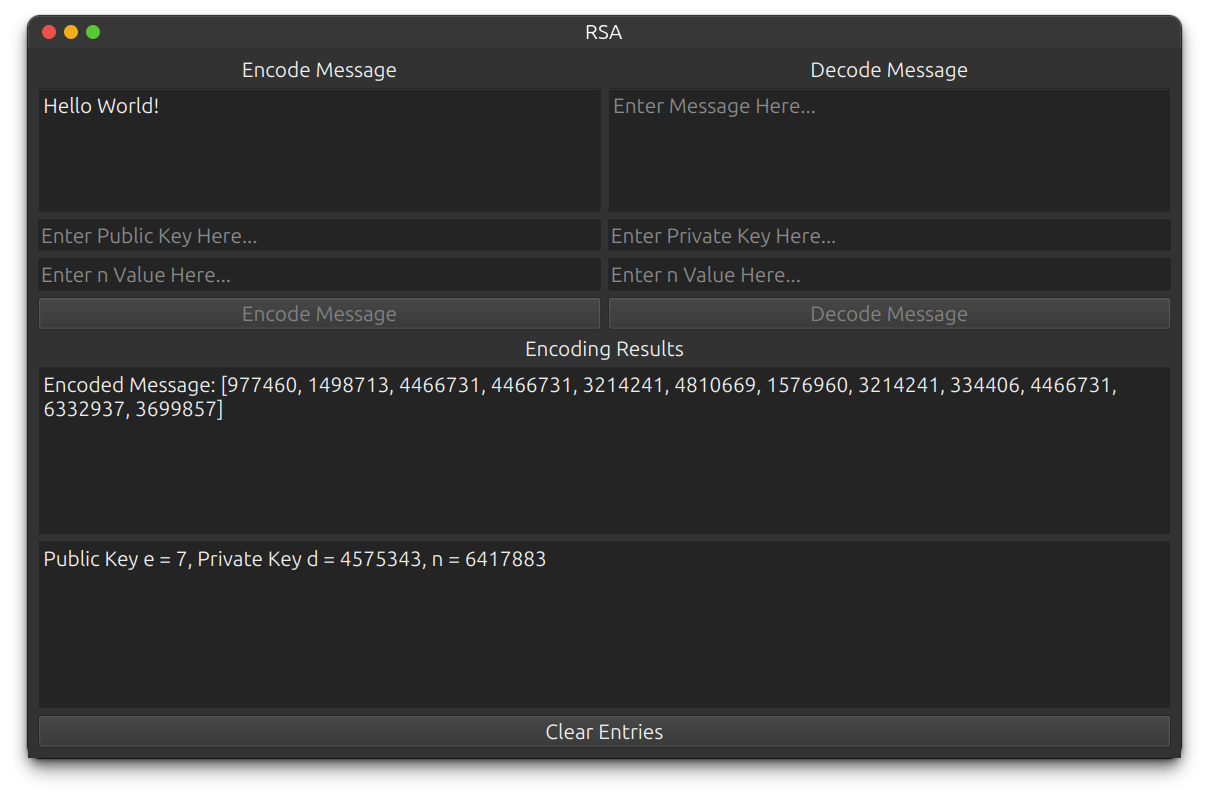 RSA
Encode Message
Decode Message
Hello World!
Enter Message Here...
Enter Public Key Here...
Enter Private Key Here...
Enter n Value Here...
Enter n Value Here...
Encode Message
Decode Message
Encoding Results
Encoded Message: [977460, 1498713, 4466731, 4466731, 3214241, 4810669, 1576960, 3214241, 334406, 4466731,
6332937, 3699857]
Public Key e = 7, Private Key d = 4575343, n = 6417883
Clear Entries